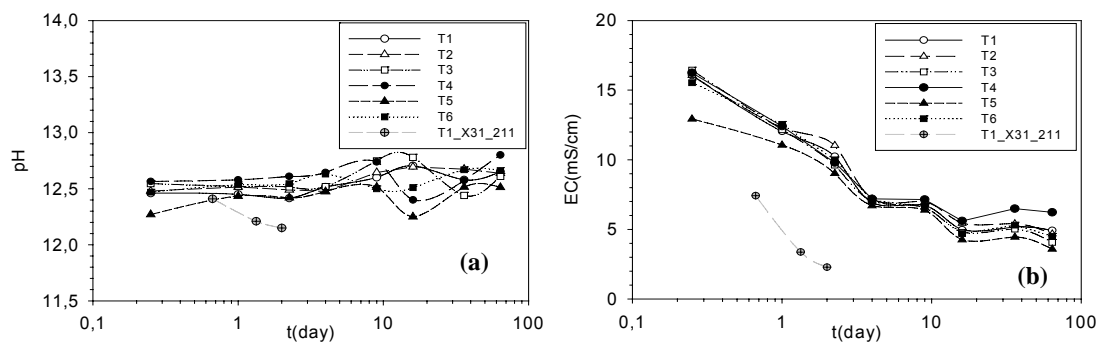 14,0
13,5
13,0
12,5
12,0
11,5
pH
0,1
1
10
100
t(day)
T1
T2
T3
T4
T5
T6
T1_X31_211
(a)
20
15
10
5
0
EC(mS/cm)
0,1
1
10
100
t(day)
T1
T2
T3
T4
T5
T6
T1_X31_211
(b)